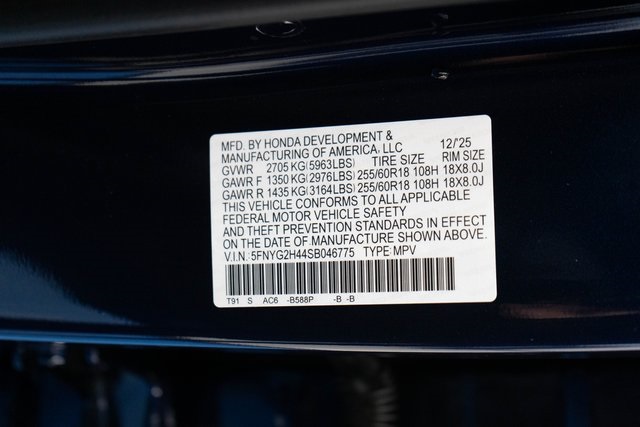 MFD. BY HONDA DEVELOPMENT & 12/'25
MANUFACTURING OF AMERICA, LLC
GVWR 2705 KG(5963LBS) TIRE SIZE RIM SIZE
GAWR F 1350 KG(2976LBS) 255/60R18 108H 18X8.0J
GAWR R 1435 KG(3164LBS) 255/60R18 108H 18X8.0J
THIS VEHICLE CONFORMS TO ALL APPLICABLE
FEDERAL MOTOR VEHICLE SAFETY
AND THEFT PREVENTION STANDARDS IN EFFECT
ON THE DATE OF MANUFACTURE SHOWN ABOVE.
V.I.N.: 5FNYG2H44SB046775 TYPE: MPV
T91 S AC6 -B588P -B -B